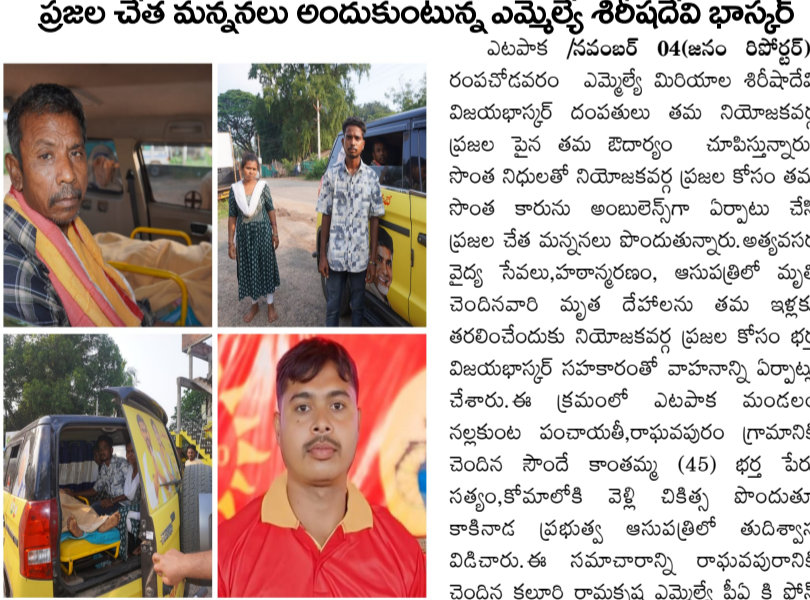 ప్రజల చేత మన్ననలు అందుకుంటున్న ఎమ్మెల్యే శిరీషదేవి భాస్కర్
ఎటపాక /నవంబర్ 04(జనం రిపోర్టర్)
రంపచోడవరం ఎమ్మెల్యే మిరియాల శిరీషాదేవి
విజయభాస్కర్ దంపతులు తమ నియోజకవర్గ
ప్రజల పైన తమ ఔదార్యం చూపిస్తున్నారు
సొంత నిధులతో నియోజకవర్గ ప్రజల కోసం తమ
సొంత కారును అంబులెన్స్‌గా ఏర్పాటు చేసి
ప్రజల చేత మన్ననలు పొందుతున్నారు.అత్యవసర
వైద్య సేవలు,హఠాన్మరణం, ఆసుపత్రిలో మృతి
చెందినవారి మృత దేహాలను తమ ఇళ్లకు
తరలించేందుకు నియోజకవర్గ ప్రజల కోసం భర్త
విజయభాస్కర్ సహకారంతో వాహనాన్ని ఏర్పాటు
చేశారు.ఈ క్రమంలో ఎటపాక మండలం
నల్లకుంట పంచాయతీ,రాఘవపురం గ్రామానికి
చెందిన సొందే కాంతమ్మ (45) భర్త పేరు
సత్యం,కోమాలోకి వెళ్లి చికిత్స పొందుతూ
కాకినాడ ప్రభుత్వ ఆసుపత్రిలో తుదిశ్వాస
విడిచారు.ఈ సమాచారాన్ని రాఘవపురానికి
చెందిన కల్లూరి రామకృష్ణ ఎమ్మెల్యే పీఏ కి ఫోన్